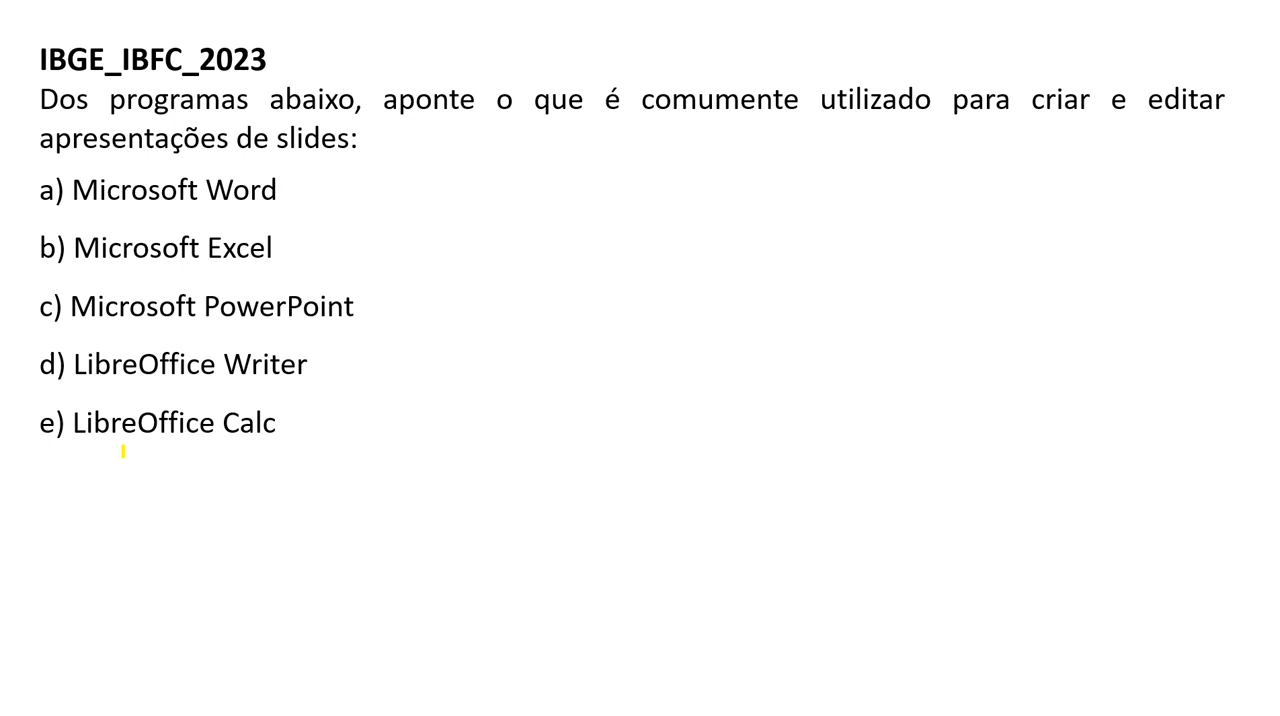 IBGE_IBFC_2023
Dos programas abaixo, aponte o que é comumente utilizado para criar e editar
apresentações de slides:
a) Microsoft Word
b) Microsoft Excel
c) Microsoft PowerPoint
d) LibreOffice Writer
e) LibreOffice Calc